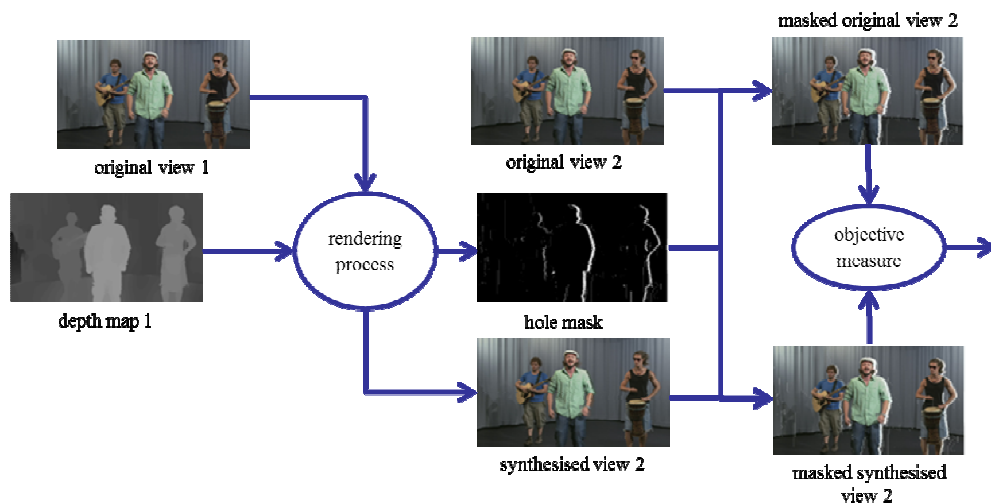 masked original view 2
original view 1
original view 2
rendering
process
objective
measure
depth map 1
hole mask
synthesised view 2
masked synthesised
view 2